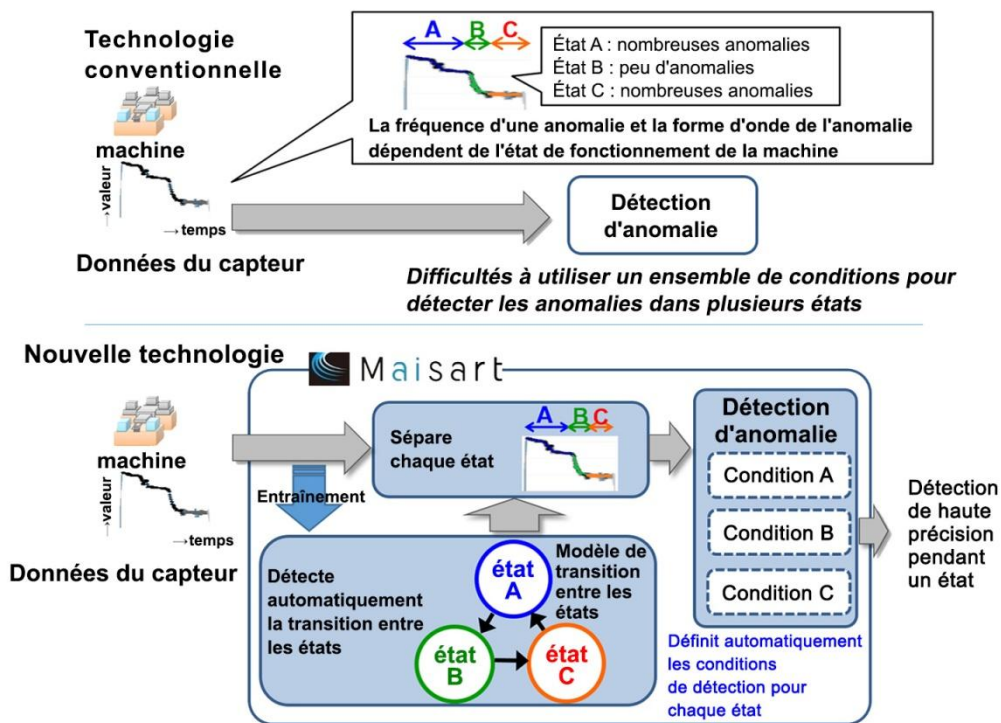 Technologie
conventionnelle
machine
→valeur
→temps
Données du capteur
A B C
État A : nombreuses anomalies
État B : peu d'anomalies
État C : nombreuses anomalies
La fréquence d'une anomalie et la forme d'onde de l'anomalie
dépendent de l'état de fonctionnement de la machine
Détection
d'anomalie
Difficultés à utiliser un ensemble de conditions pour
détecter les anomalies dans plusieurs états
Nouvelle technologie
machine
→valeur
→temps
Données du capteur
Maisart
Entraînement
Sépare
chaque état
A B C
Détecte
automatiquement
la transition entre
les états
Modèle de
transition
entre les
états
état
A
état
B
état
C
Détection
d'anomalie
Condition A
Condition B
Condition C
Définit automatiquement
les conditions
de détection pour
chaque état
Détection
de haute
précision
pendant
un état